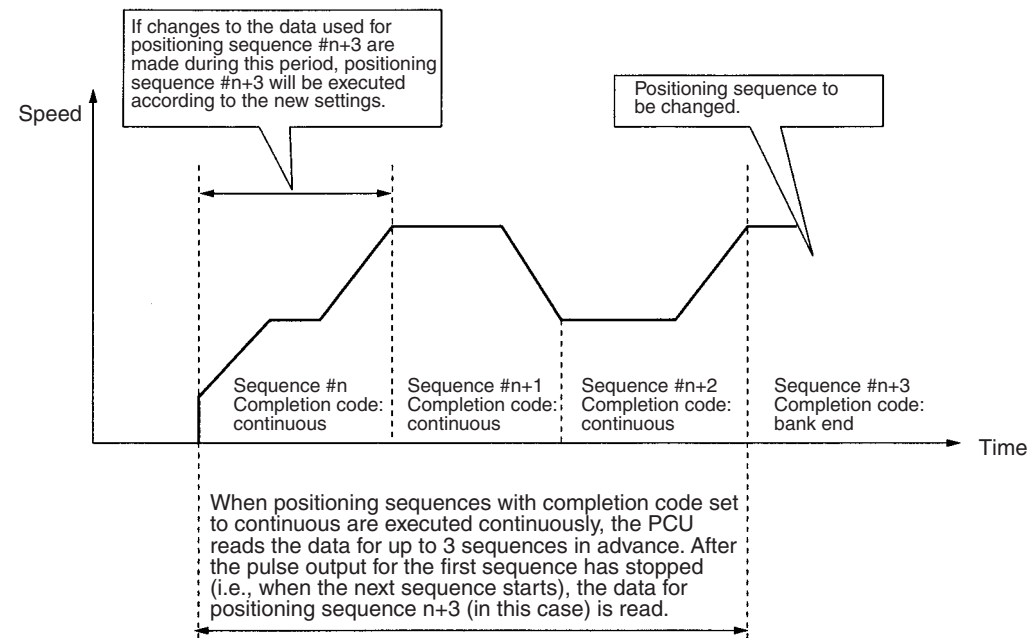 If changes to the data used for
positioning sequence #n+3 are
made during this period, positioning
sequence #n+3 will be executed
according to the new settings.
Positioning sequence to
be changed.
Speed
Sequence #n
Completion code:
continuous
Sequence #n+1
Completion code:
continuous
Sequence #n+2
Completion code:
continuous
Sequence #n+3
Completion code:
bank end
Time
When positioning sequences with completion code set
to continuous are executed continuously, the PCU
reads the data for up to 3 sequences in advance. After
the pulse output for the first sequence has stopped
(i.e., when the next sequence starts), the data for
positioning sequence n+3 (in this case) is read.